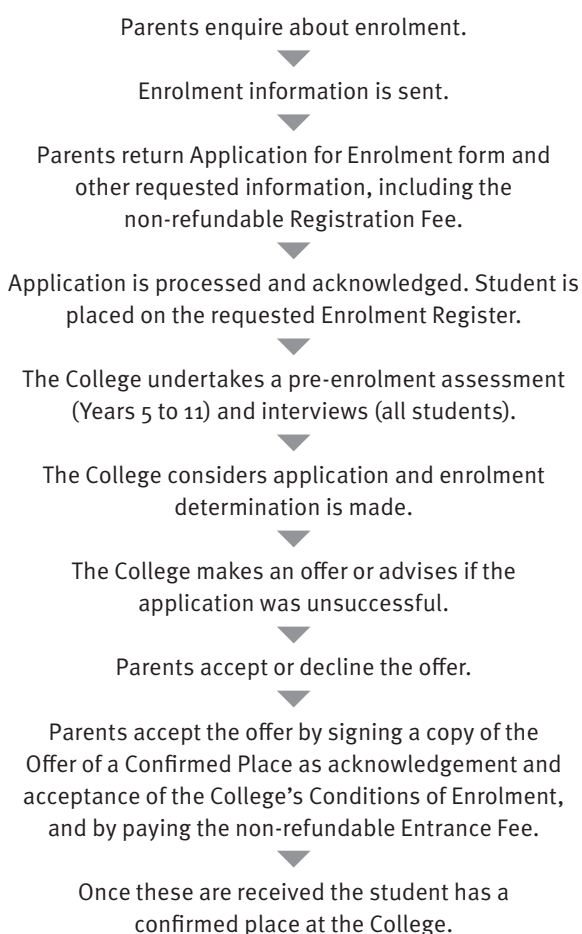 Parents enquire about enrolment.
Enrolment information is sent.
Parents return Application for Enrolment form and
other requested information, including the
non-refundable Registration Fee.
Application is processed and acknowledged. Student is
placed on the requested Enrolment Register.
The College undertakes a pre-enrolment assessment
(Years 5 to 11) and interviews (all students).
The College considers application and enrolment
determination is made.
The College makes an offer or advises if the
application was unsuccessful.
Parents accept or decline the offer.
Parents accept the offer by signing a copy of the
Offer of a Confirmed Place as acknowledgement and
acceptance of the College’s Conditions of Enrolment,
and by paying the non-refundable Entrance Fee.
Once these are received the student has a
confirmed place at the College.